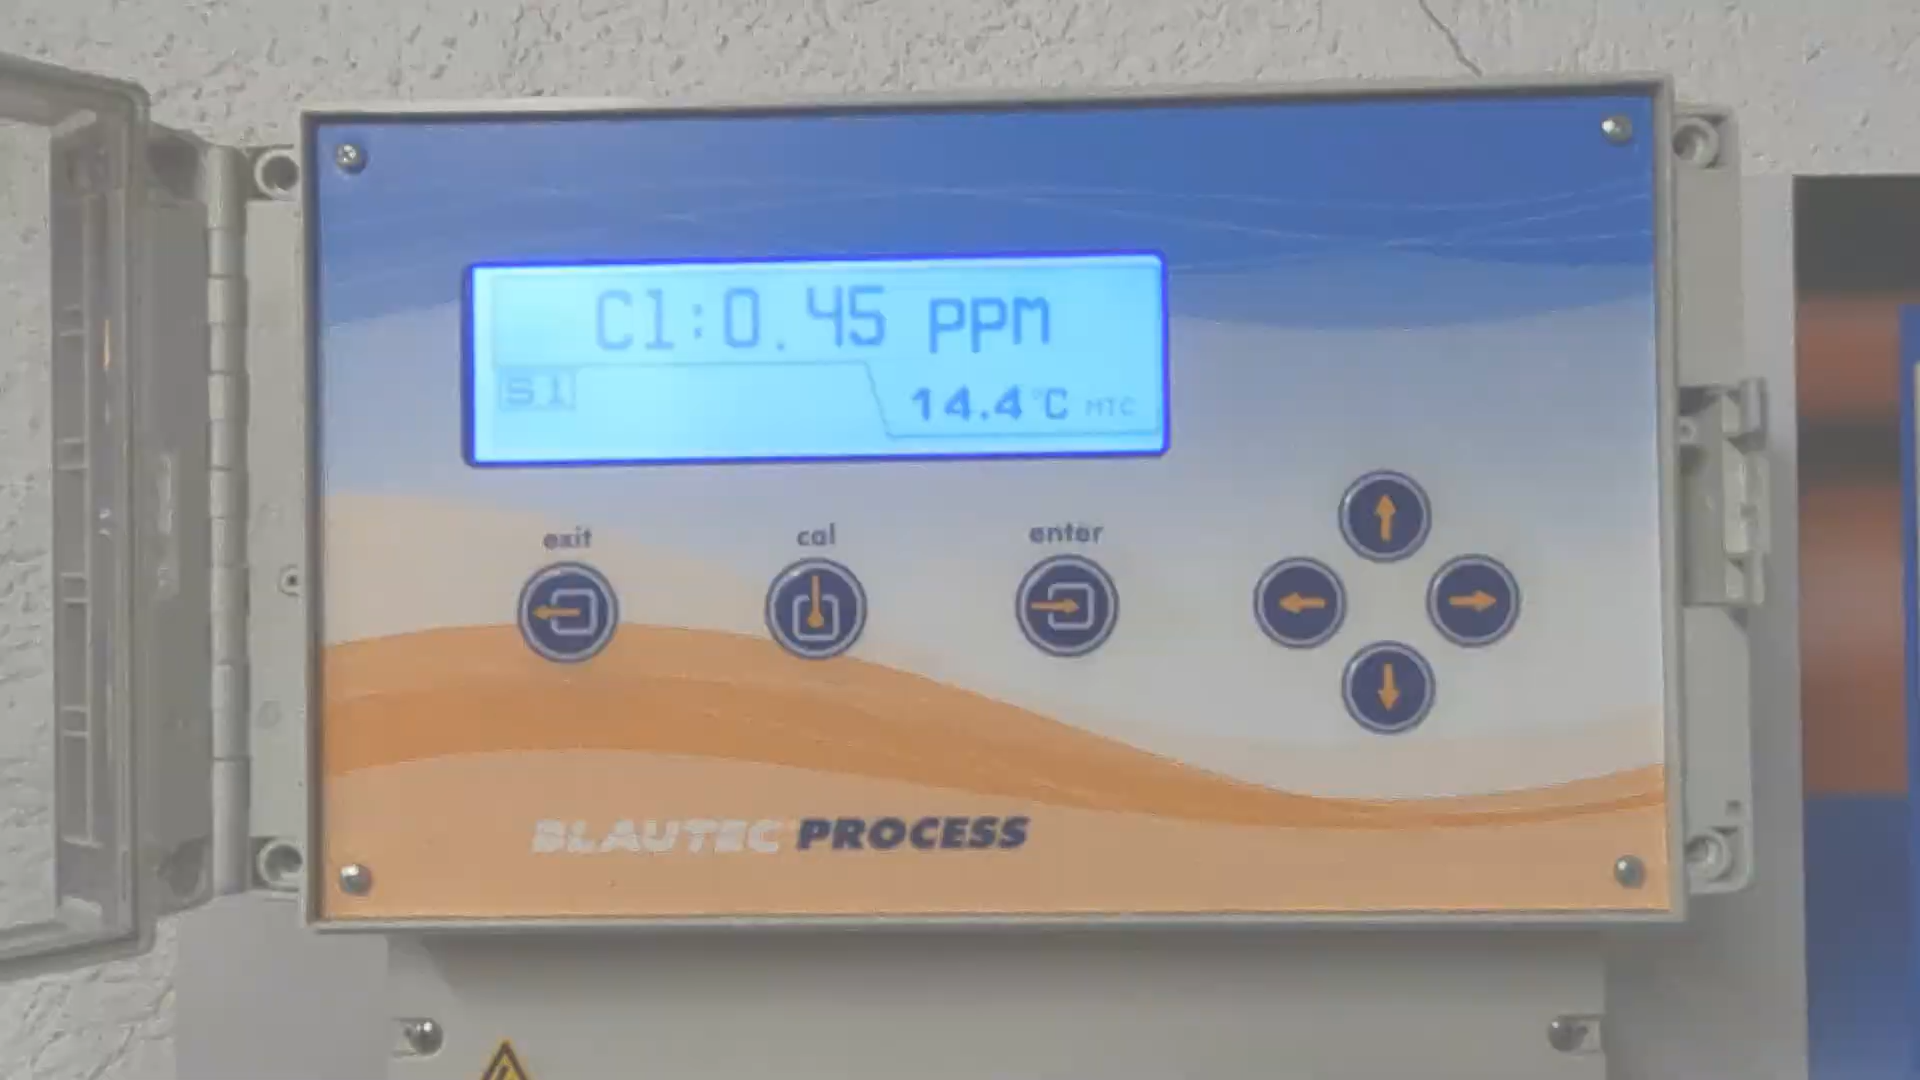 Cl:0.45 PPM
S1
14.4°C MTC
exit
cal
enter
BLAUTEC PROCESS